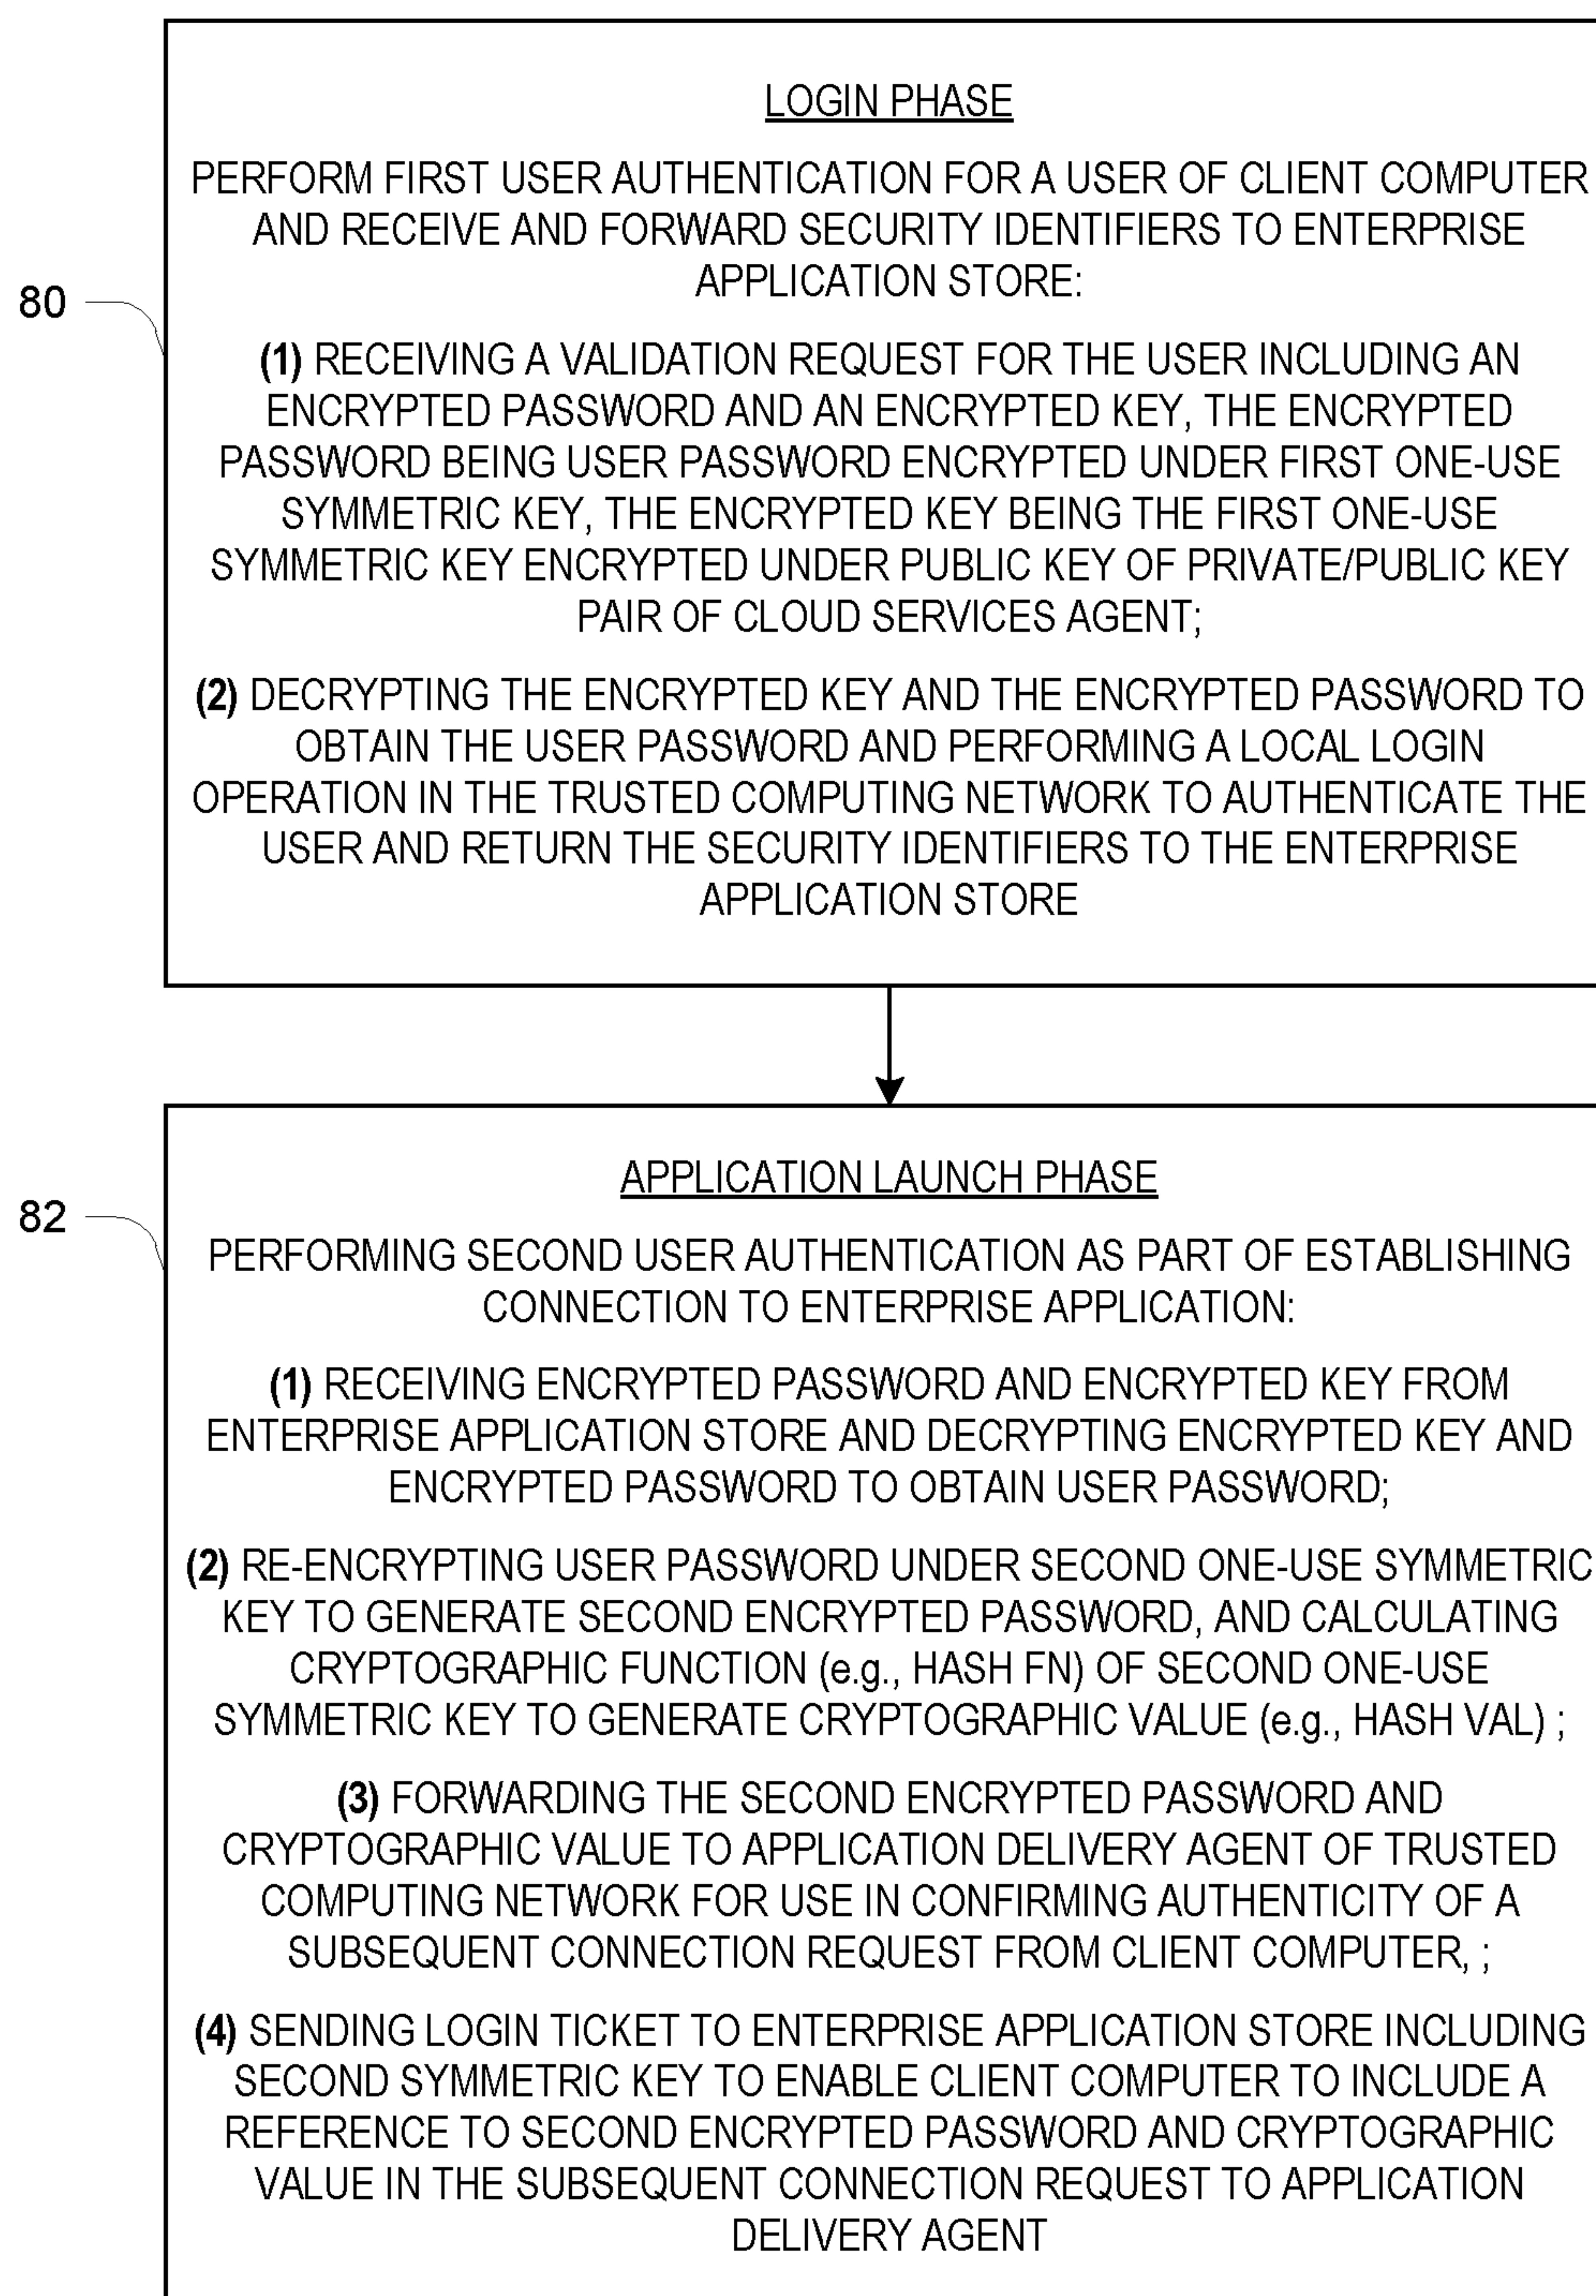 LOGIN PHASE
PERFORM FIRST USER AUTHENTICATION FOR A USER OF CLIENT COMPUTER
AND RECEIVE AND FORWARD SECURITY IDENTIFIERS TO ENTERPRISE
APPLICATION STORE:
80
(1) RECEIVING A VALIDATION REQUEST FOR THE USER INCLUDING AN
ENCRYPTED PASSWORD AND AN ENCRYPTED KEY, THE ENCRYPTED
PASSWORD BEING USER PASSWORD ENCRYPTED UNDER FIRST ONE-USE
SYMMETRIC KEY, THE ENCRYPTED KEY BEING THE FIRST ONE-USE
SYMMETRIC KEY ENCRYPTED UNDER PUBLIC KEY OF PRIVATE/PUBLIC KEY
PAIR OF CLOUD SERVICES AGENT;
(2) DECRYPTING THE ENCRYPTED KEY AND THE ENCRYPTED PASSWORD TO
OBTAIN THE USER PASSWORD AND PERFORMING A LOCAL LOGIN
OPERATION IN THE TRUSTED COMPUTING NETWORK TO AUTHENTICATE THE
USER AND RETURN THE SECURITY IDENTIFIERS TO THE ENTERPRISE
APPLICATION STORE
APPLICATION LAUNCH PHASE
82
PERFORMING SECOND USER AUTHENTICATION AS PART OF ESTABLISHING
CONNECTION TO ENTERPRISE APPLICATION:
(1) RECEIVING ENCRYPTED PASSWORD AND ENCRYPTED KEY FROM
ENTERPRISE APPLICATION STORE AND DECRYPTING ENCRYPTED KEY AND
ENCRYPTED PASSWORD TO OBTAIN USER PASSWORD;
(2) RE-ENCRYPTING USER PASSWORD UNDER SECOND ONE-USE SYMMETRIC
KEY TO GENERATE SECOND ENCRYPTED PASSWORD, AND CALCULATING
CRYPTOGRAPHIC FUNCTION (e.g., HASH FN) OF SECOND ONE-USE
SYMMETRIC KEY TO GENERATE CRYPTOGRAPHIC VALUE (e.g., HASH VAL) ;
(3) FORWARDING THE SECOND ENCRYPTED PASSWORD AND
CRYPTOGRAPHIC VALUE TO APPLICATION DELIVERY AGENT OF TRUSTED
COMPUTING NETWORK FOR USE IN CONFIRMING AUTHENTICITY OF A
SUBSEQUENT CONNECTION REQUEST FROM CLIENT COMPUTER, ;
(4) SENDING LOGIN TICKET TO ENTERPRISE APPLICATION STORE INCLUDING
SECOND SYMMETRIC KEY TO ENABLE CLIENT COMPUTER TO INCLUDE A
REFERENCE TO SECOND ENCRYPTED PASSWORD AND CRYPTOGRAPHIC
VALUE IN THE SUBSEQUENT CONNECTION REQUEST TO APPLICATION
DELIVERY AGENT